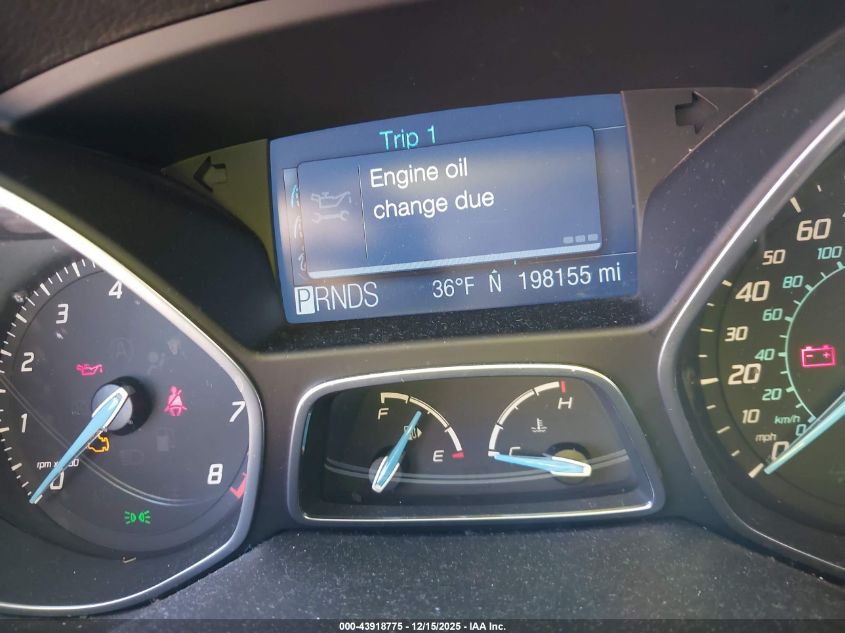 Trip 1
Engine oil
change due
PRNDS 36°F N 198155 mi
4
3
2
1
0
7
8
rpm x
F
E
H
C
60
50
40
30
20
10
0
mph
100
80
60
40
20
0
km/h
000-43918775 - 12/15/2025 - IAA Inc.